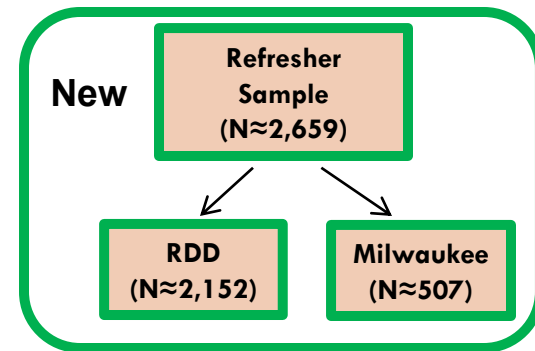 New
Refresher
Sample
(N≈2,659)
RDD
(N≈2,152)
Milwaukee
(N≈507)